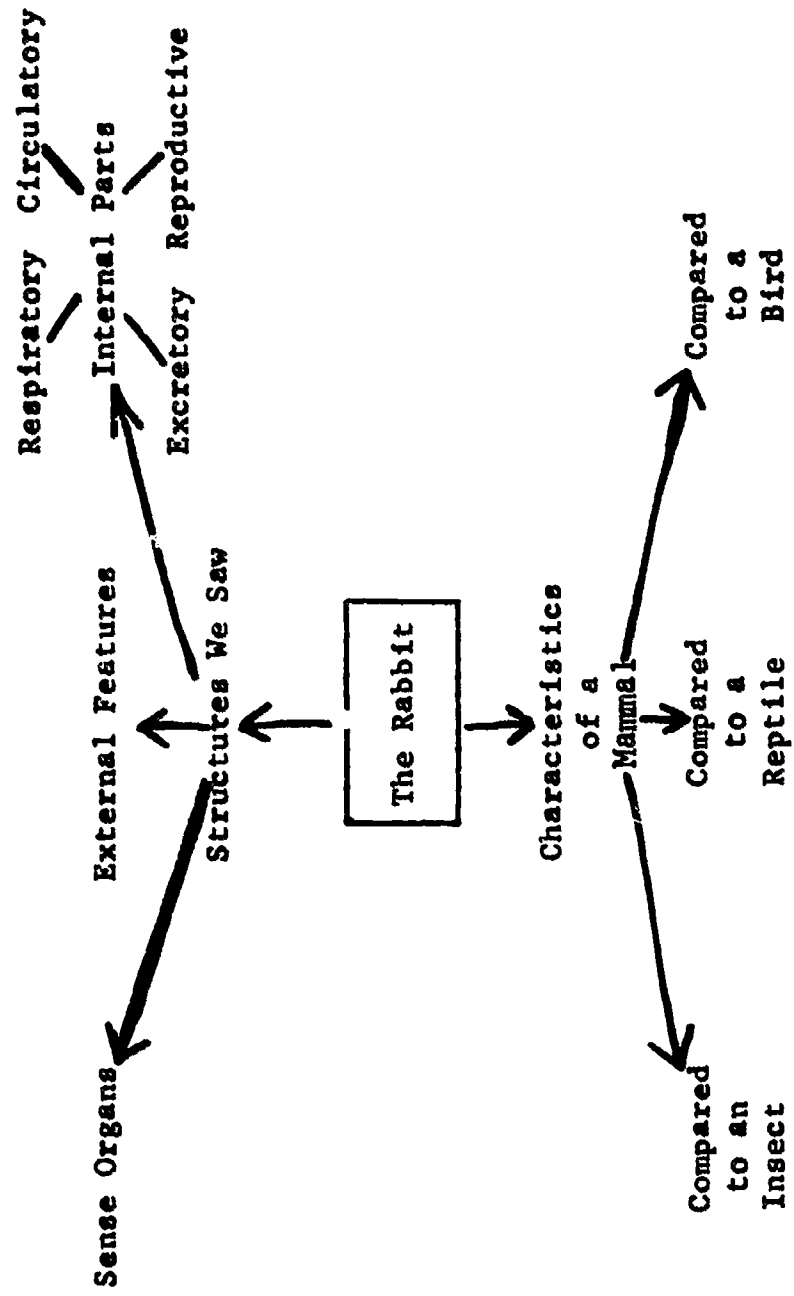 Respiratory Circulatory
Sense Organs External Features Internal Parts
Excretory Reproductive
Structures We Saw
The Rabbit
Characteristics
of a
Mammal
Compared
to an
Insect
Compared
to a
Reptile
Compared
to a
Bird